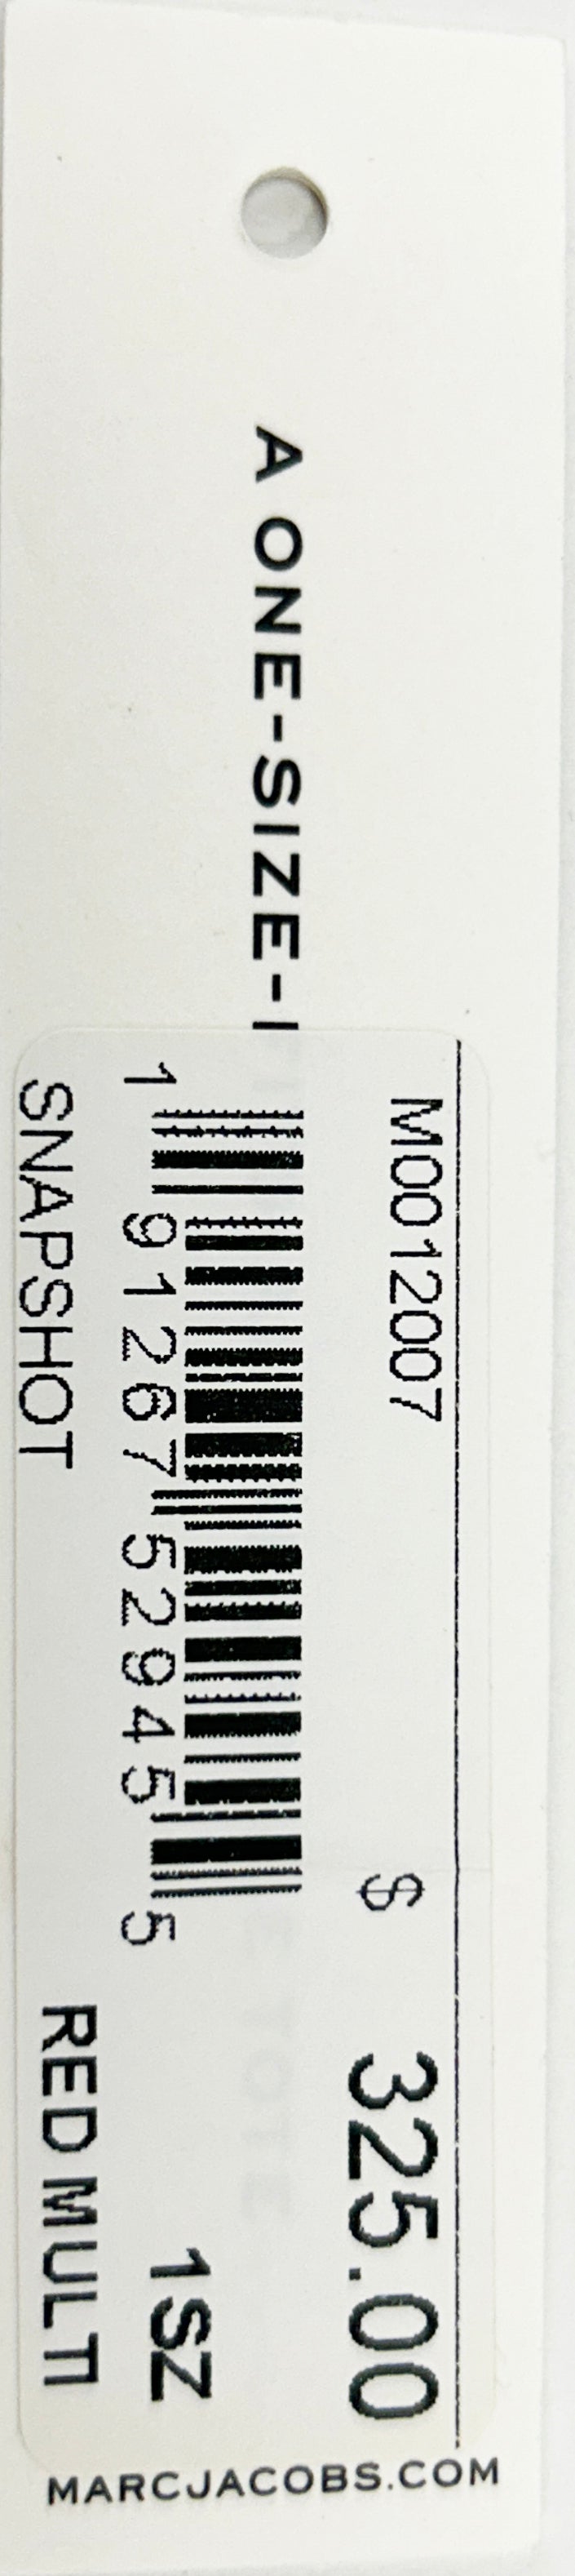 A ONE-SIZE-
M0012007 $ 325.00
1 91267 52945 5
1SZ
SNAPSHOT RED MULTI
MARCJACOBS.COM